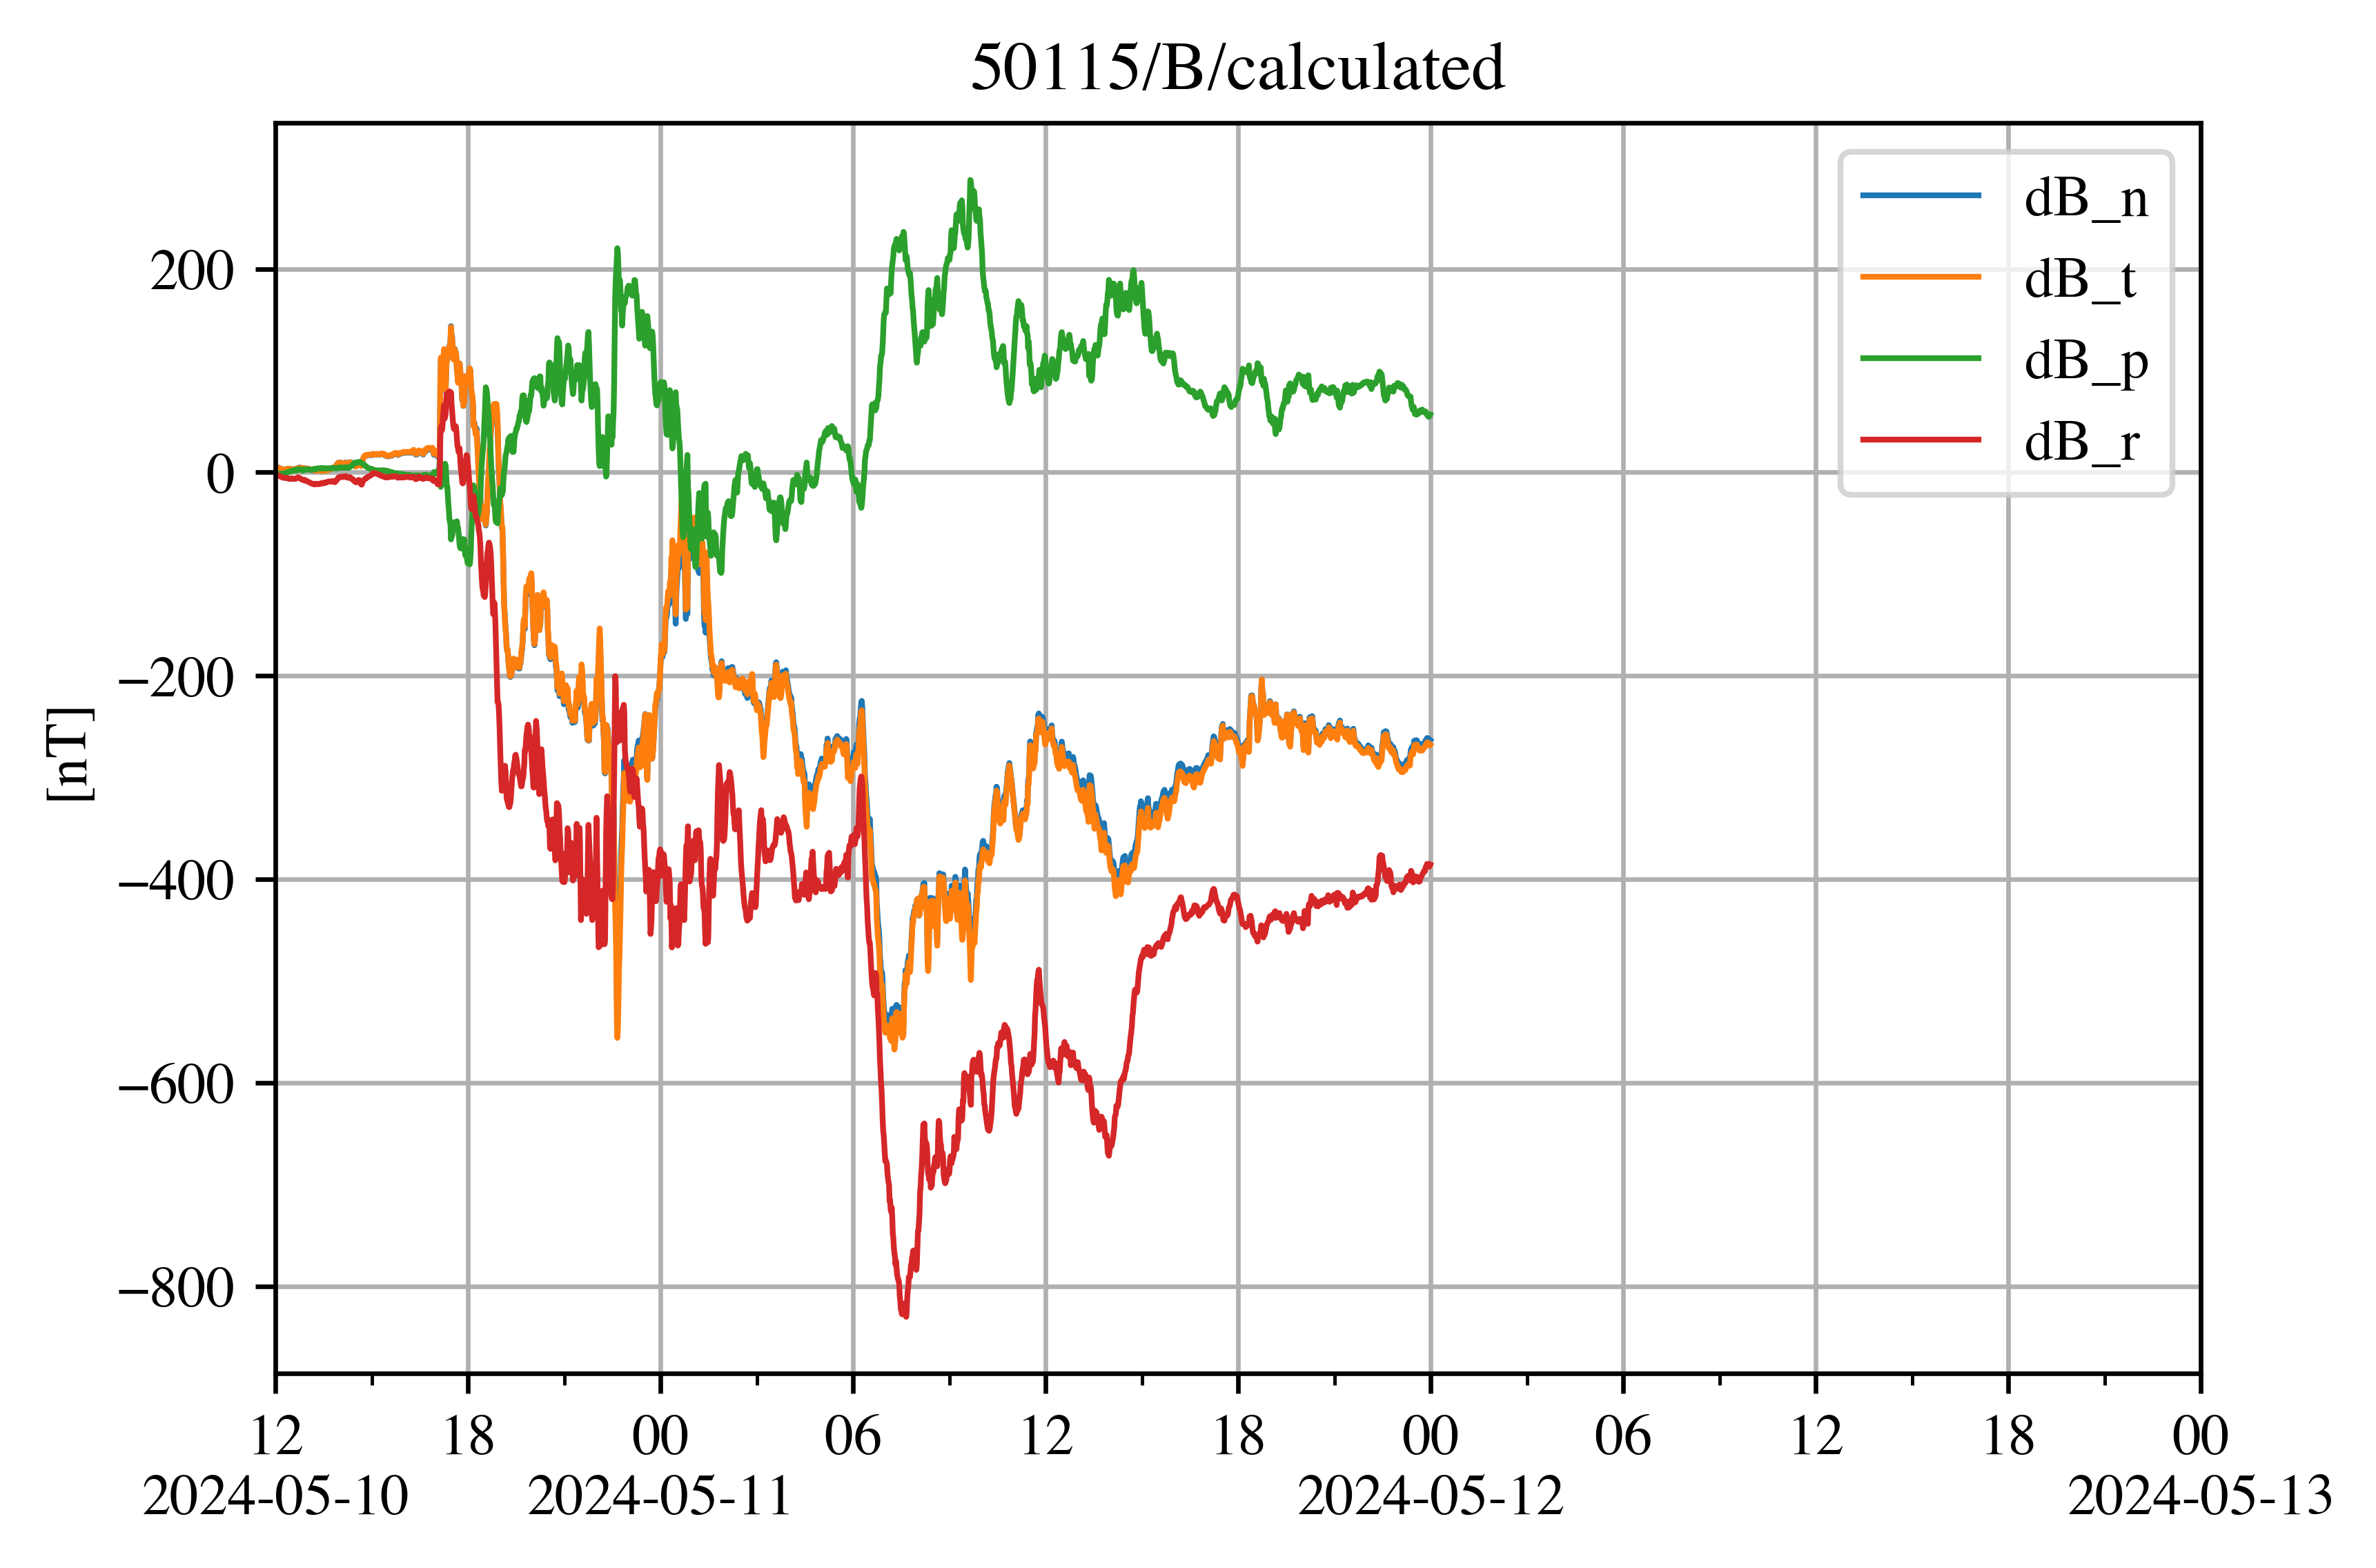 50115/B/calculated
dB_n
dB_t
dB_p
dB_r
[nT]
200
0
−200
−400
−600
−800
12 18 00 06 12 18 00 06 12 18 00
2024-05-10 2024-05-11 2024-05-12 2024-05-13